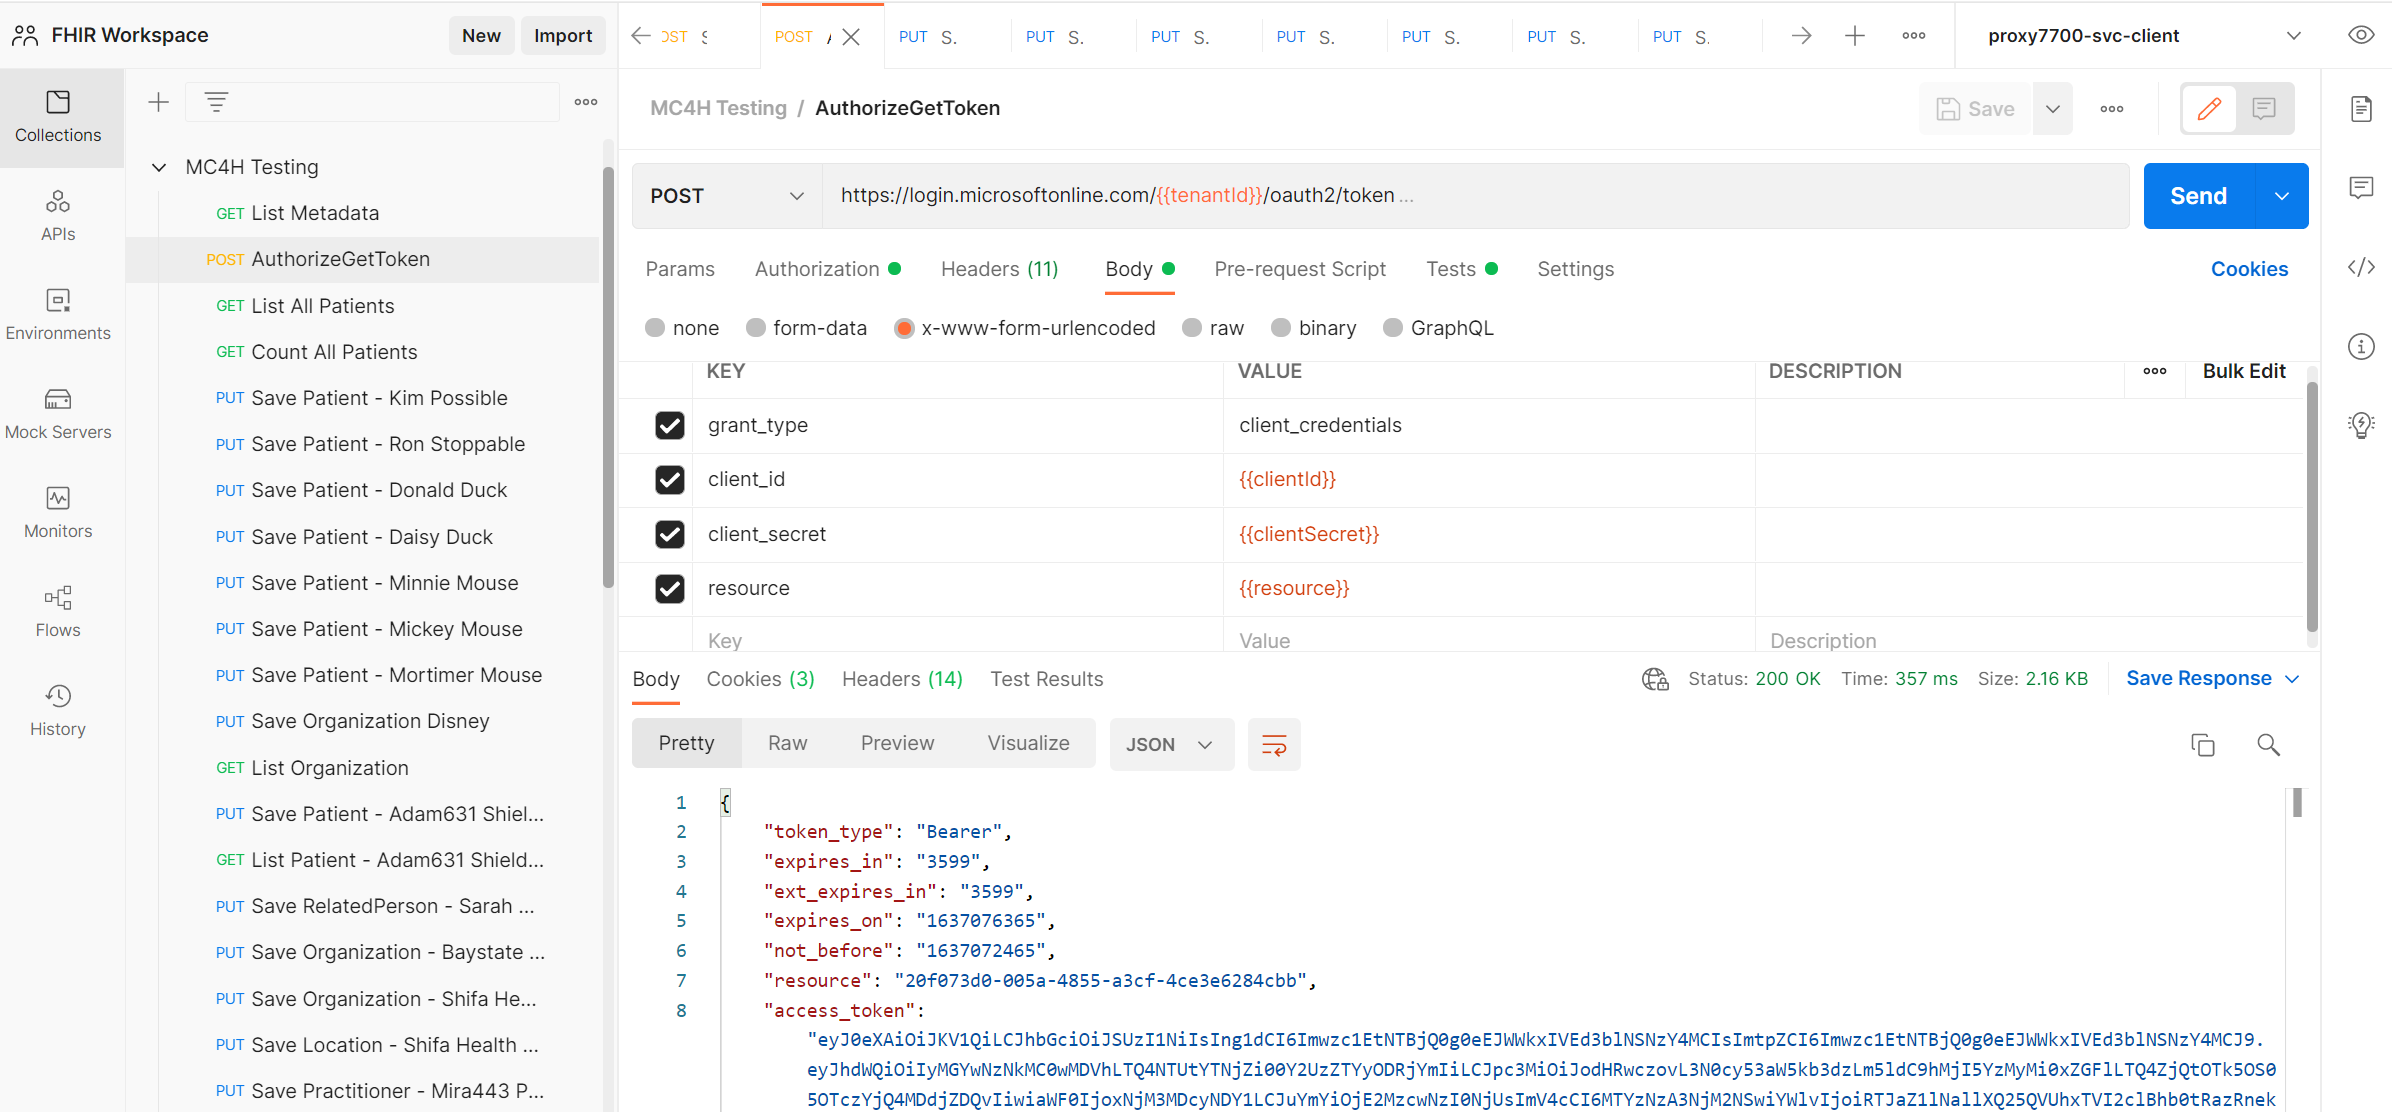 FHIR Workspace
New
Import
POST
PUT S.
PUT S.
PUT S.
PUT S.
PUT S.
PUT S.
PUT S.
proxy7700-svc-client
Collections
APIs
Environments
Mock Servers
Monitors
Flows
History
MC4H Testing
GET List Metadata
POST AuthorizeGetToken
GET List All Patients
GET Count All Patients
PUT Save Patient - Kim Possible
PUT Save Patient - Ron Stoppable
PUT Save Patient - Donald Duck
PUT Save Patient - Daisy Duck
PUT Save Patient - Minnie Mouse
PUT Save Patient - Mickey Mouse
PUT Save Patient - Mortimer Mouse
PUT Save Organization Disney
GET List Organization
PUT Save Patient - Adam631 Shiel...
GET List Patient - Adam631 Shield...
PUT Save RelatedPerson - Sarah ...
PUT Save Organization - Baystate ...
PUT Save Organization - Shifa He...
PUT Save Location - Shifa Health ...
PUT Save Practitioner - Mira443 P...
MC4H Testing / AuthorizeGetToken
Save
POST
https://login.microsoftonline.com/{{tenantId}}/oauth2/token ...
Send
Params Authorization Headers (11) Body Pre-request Script Tests Settings
Cookies
none form-data x-www-form-urlencoded raw binary GraphQL
KEY VALUE DESCRIPTION Bulk Edit
grant_type client_credentials
client_id {{clientId}}
client_secret {{clientSecret}}
resource {{resource}}
Key Value Description
Body Cookies (3) Headers (14) Test Results
Status: 200 OK Time: 357 ms Size: 2.16 KB Save Response
Pretty Raw Preview Visualize JSON
1 {
2 "token_type": "Bearer",
3 "expires_in": "3599",
4 "ext_expires_in": "3599",
5 "expires_on": "1637076365",
6 "not_before": "1637072465",
7 "resource": "20f073d0-005a-4855-a3cf-4ce3e6284cbb",
8 "access_token":